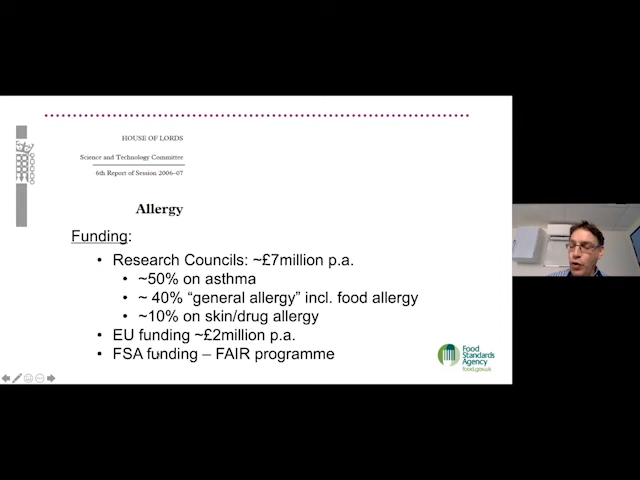 HOUSE OF LORDS
Science and Technology Committee
6th Report of Session 2006–07
Allergy
Funding:
• Research Councils: ~£7million p.a.
• ~50% on asthma
• ~ 40% “general allergy” incl. food allergy
• ~10% on skin/drug allergy
• EU funding ~£2million p.a.
• FSA funding – FAIR programme
Food
Standards
Agency
food.gov.uk